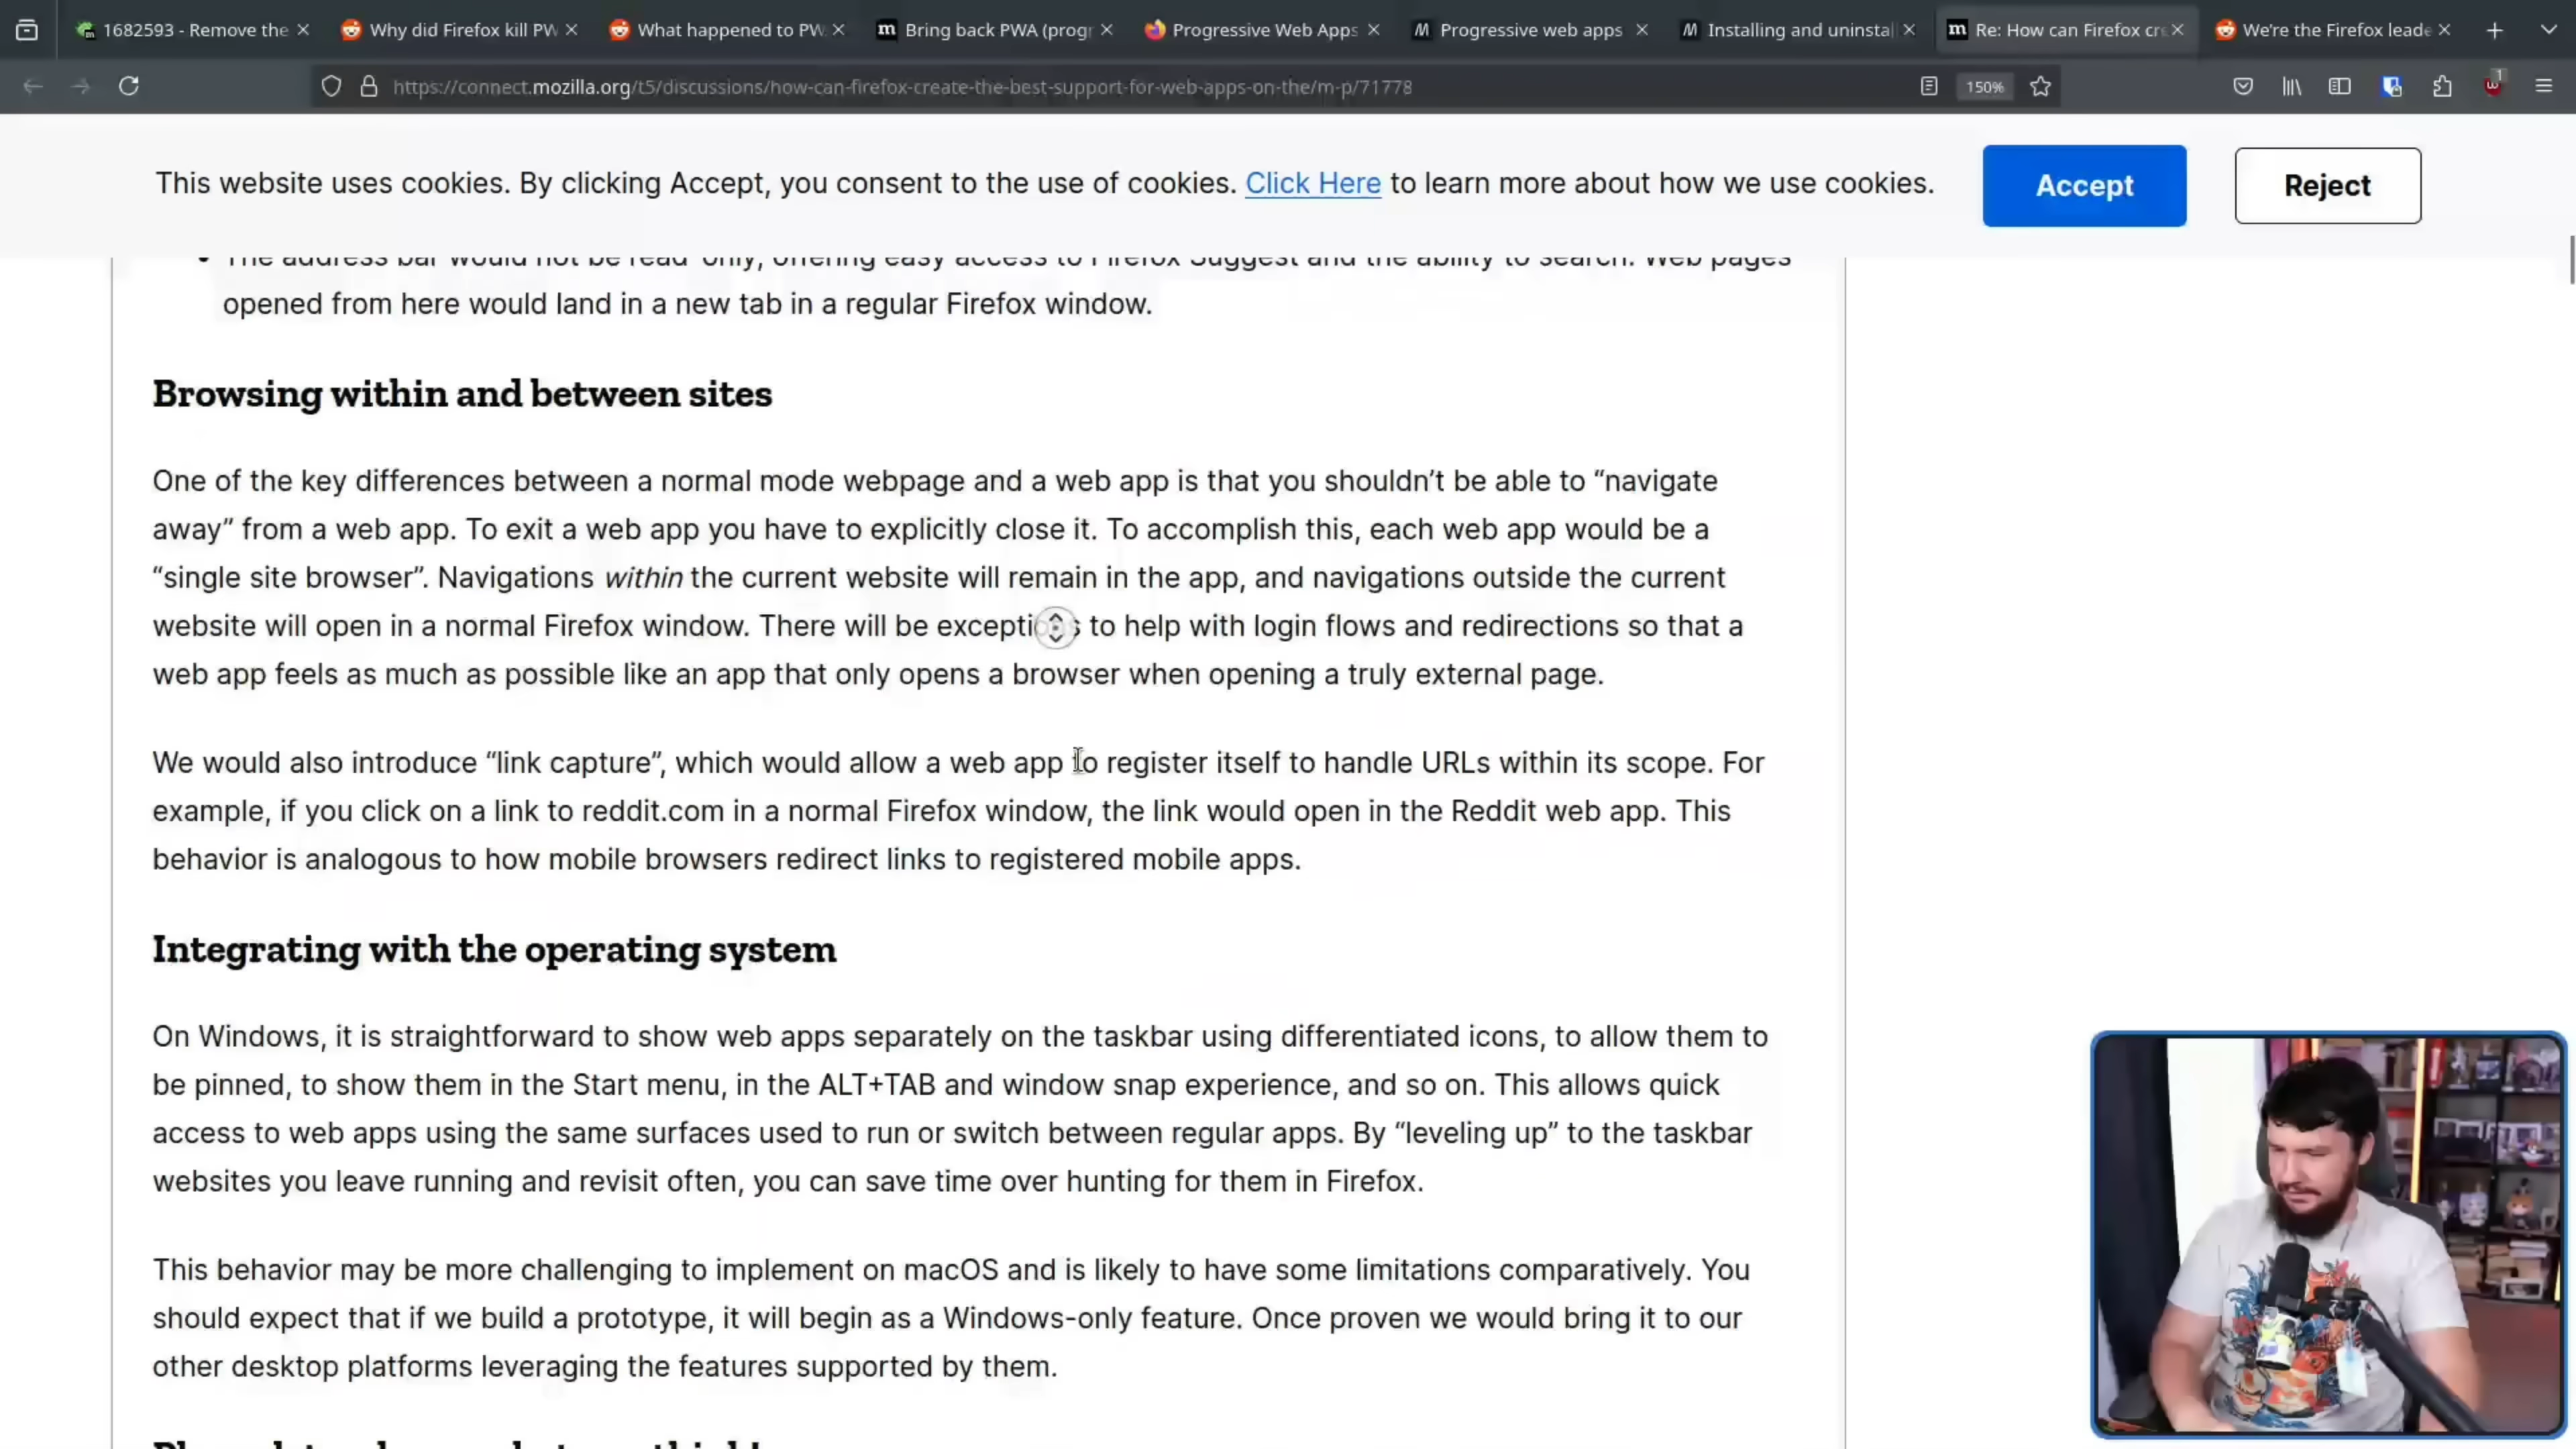 1682593 - Remove the
Why did Firefox kill PW
What happened to PW
Bring back PWA (progr
Progressive Web Apps
Progressive web apps
Installing and uninstal
Re: How can Firefox cre
We're the Firefox leade
https://connect.mozilla.org/t5/discussions/how-can-firefox-create-the-best-support-for-web-apps-on-the/m-p/71778
150%
1
This website uses cookies. By clicking Accept, you consent to the use of cookies. Click Here to learn more about how we use cookies.
Accept
Reject
• The address bar would not be read-only, offering easy access to Firefox Suggest and the ability to search. Web pages
opened from here would land in a new tab in a regular Firefox window.
Browsing within and between sites
One of the key differences between a normal mode webpage and a web app is that you shouldn’t be able to “navigate
away” from a web app. To exit a web app you have to explicitly close it. To accomplish this, each web app would be a
“single site browser”. Navigations within the current website will remain in the app, and navigations outside the current
website will open in a normal Firefox window. There will be exceptions to help with login flows and redirections so that a
web app feels as much as possible like an app that only opens a browser when opening a truly external page.
We would also introduce “link capture”, which would allow a web app to register itself to handle URLs within its scope. For
example, if you click on a link to reddit.com in a normal Firefox window, the link would open in the Reddit web app. This
behavior is analogous to how mobile browsers redirect links to registered mobile apps.
Integrating with the operating system
On Windows, it is straightforward to show web apps separately on the taskbar using differentiated icons, to allow them to
be pinned, to show them in the Start menu, in the ALT+TAB and window snap experience, and so on. This allows quick
access to web apps using the same surfaces used to run or switch between regular apps. By “leveling up” to the taskbar
websites you leave running and revisit often, you can save time over hunting for them in Firefox.
This behavior may be more challenging to implement on macOS and is likely to have some limitations comparatively. You
should expect that if we build a prototype, it will begin as a Windows-only feature. Once proven we would bring it to our
other desktop platforms leveraging the features supported by them.